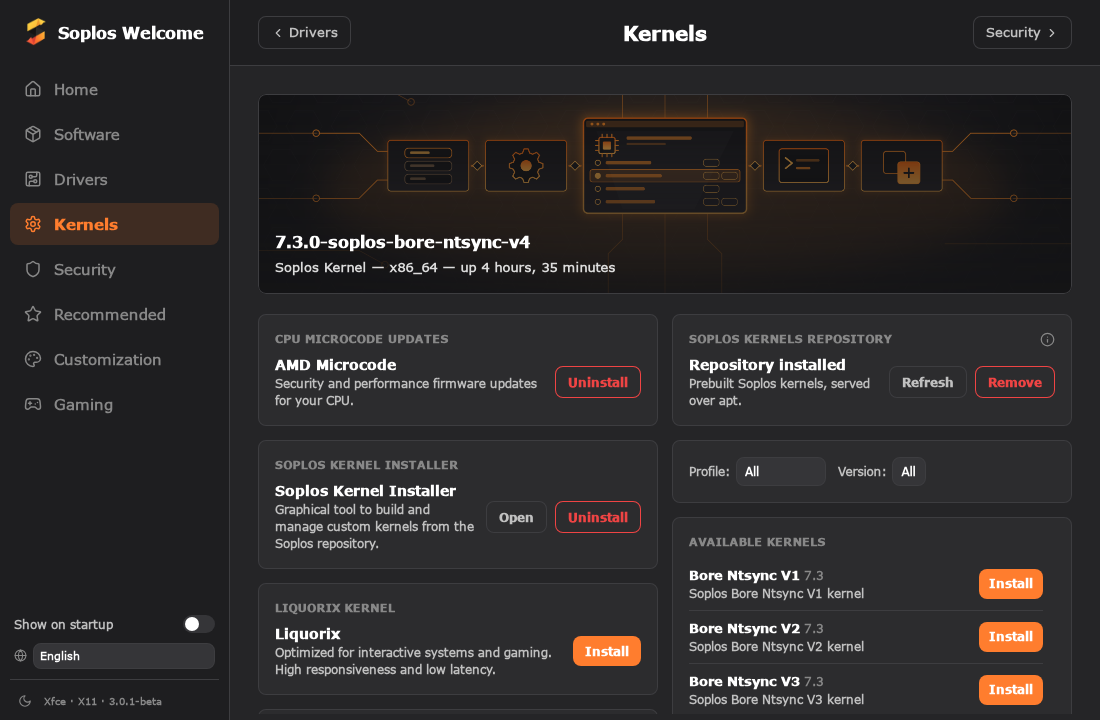 Soplos Welcome
Home
Software
Drivers
Kernels
Security
Recommended
Customization
Gaming
Show on startup
English
Xfce • X11 • 3.0.1-beta
Drivers
Kernels
Security
7.3.0-soplos-bore-ntsync-v4
Soplos Kernel — x86_64 — up 4 hours, 35 minutes
CPU MICROCODE UPDATES
AMD Microcode
Security and performance firmware updates
for your CPU.
Uninstall
SOPLOS KERNEL INSTALLER
Soplos Kernel Installer
Graphical tool to build and
manage custom kernels from the
Soplos repository.
Open
Uninstall
LIQUORIX KERNEL
Liquorix
Optimized for interactive systems and gaming.
High responsiveness and low latency.
Install
SOPLOS KERNELS REPOSITORY
Repository installed
Prebuilt Soplos kernels, served
over apt.
Refresh
Remove
Profile: All
Version: All
AVAILABLE KERNELS
Bore Ntsync V1 7.3
Soplos Bore Ntsync V1 kernel
Install
Bore Ntsync V2 7.3
Soplos Bore Ntsync V2 kernel
Install
Bore Ntsync V3 7.3
Soplos Bore Ntsync V3 kernel
Install